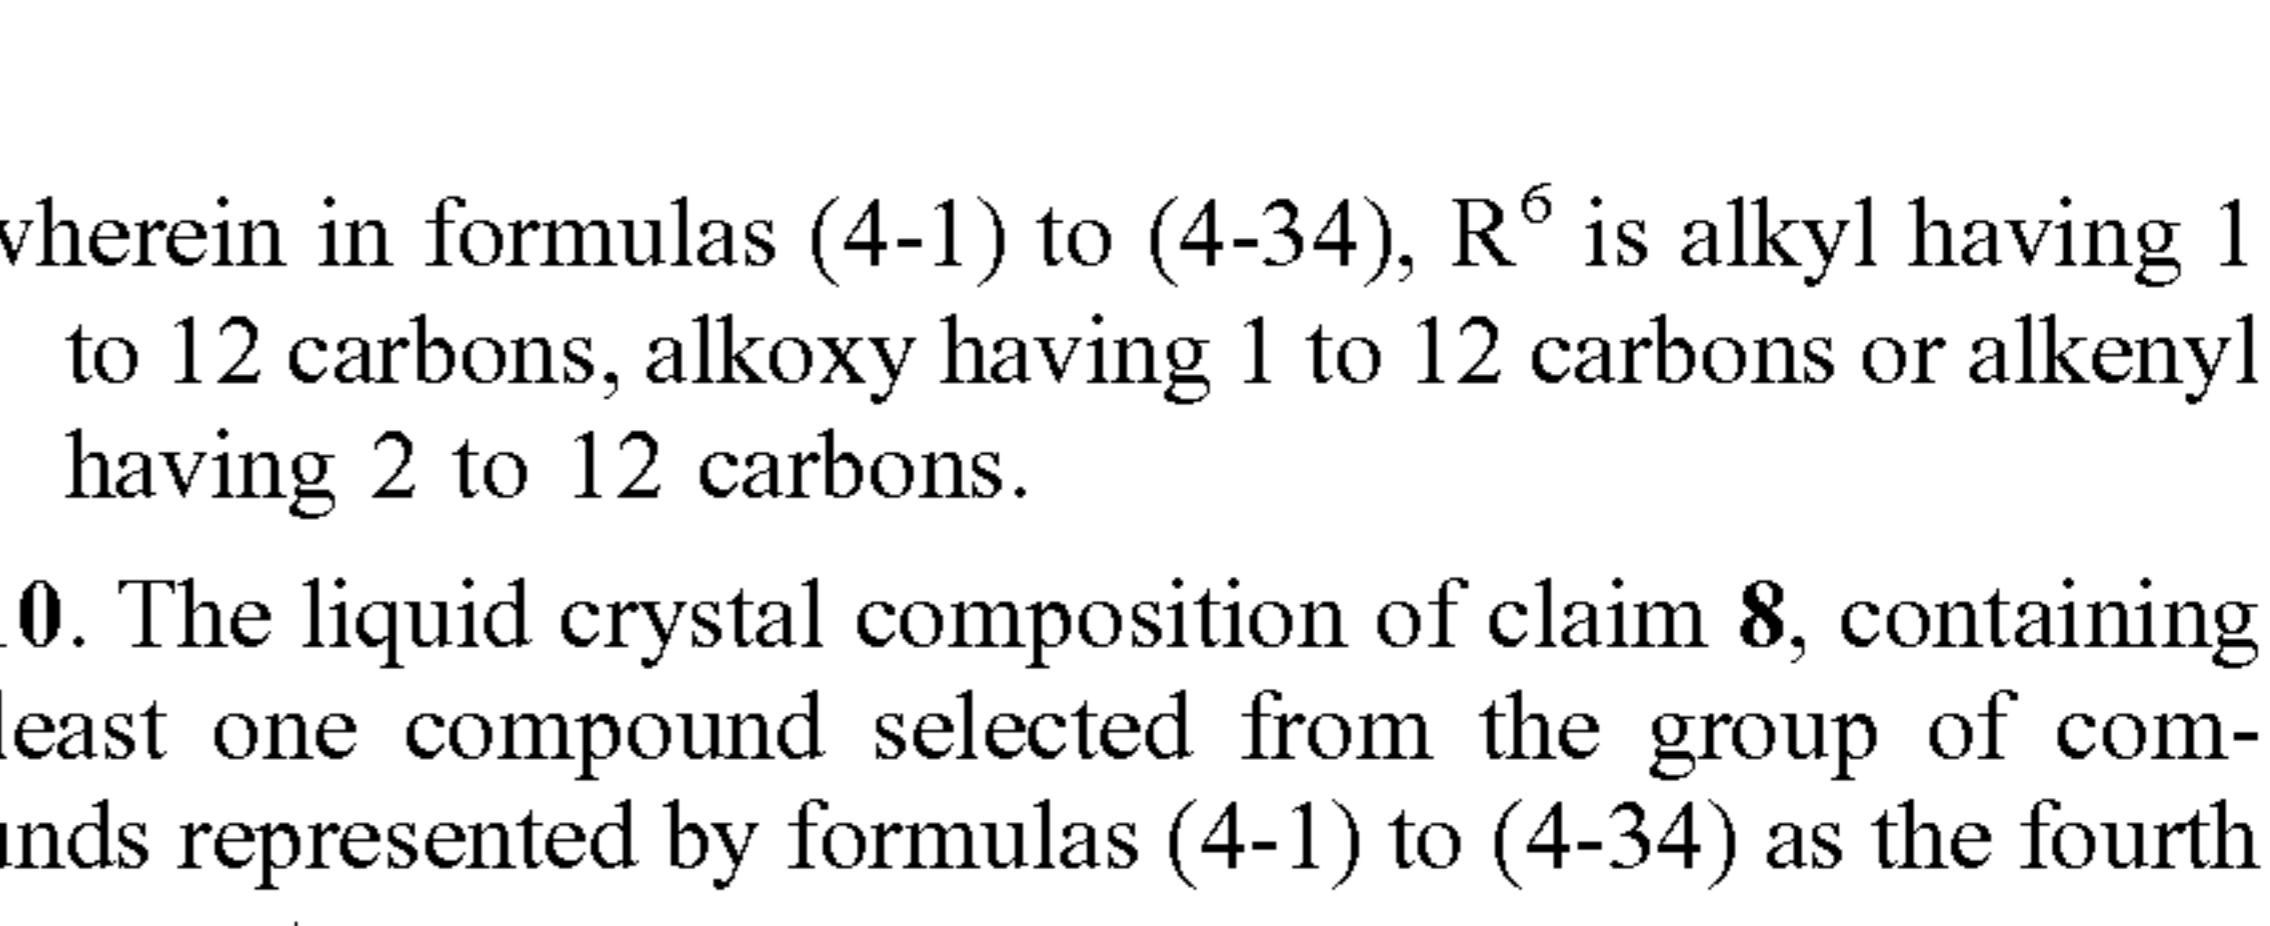 wherein in formulas (4-1) to (4-34), R⁶ is alkyl having 1
to 12 carbons, alkoxy having 1 to 12 carbons or alkenyl
having 2 to 12 carbons.
0. The liquid crystal composition of claim 8, containing
least one compound selected from the group of com-
unds represented by formulas (4-1) to (4-34) as the fourth